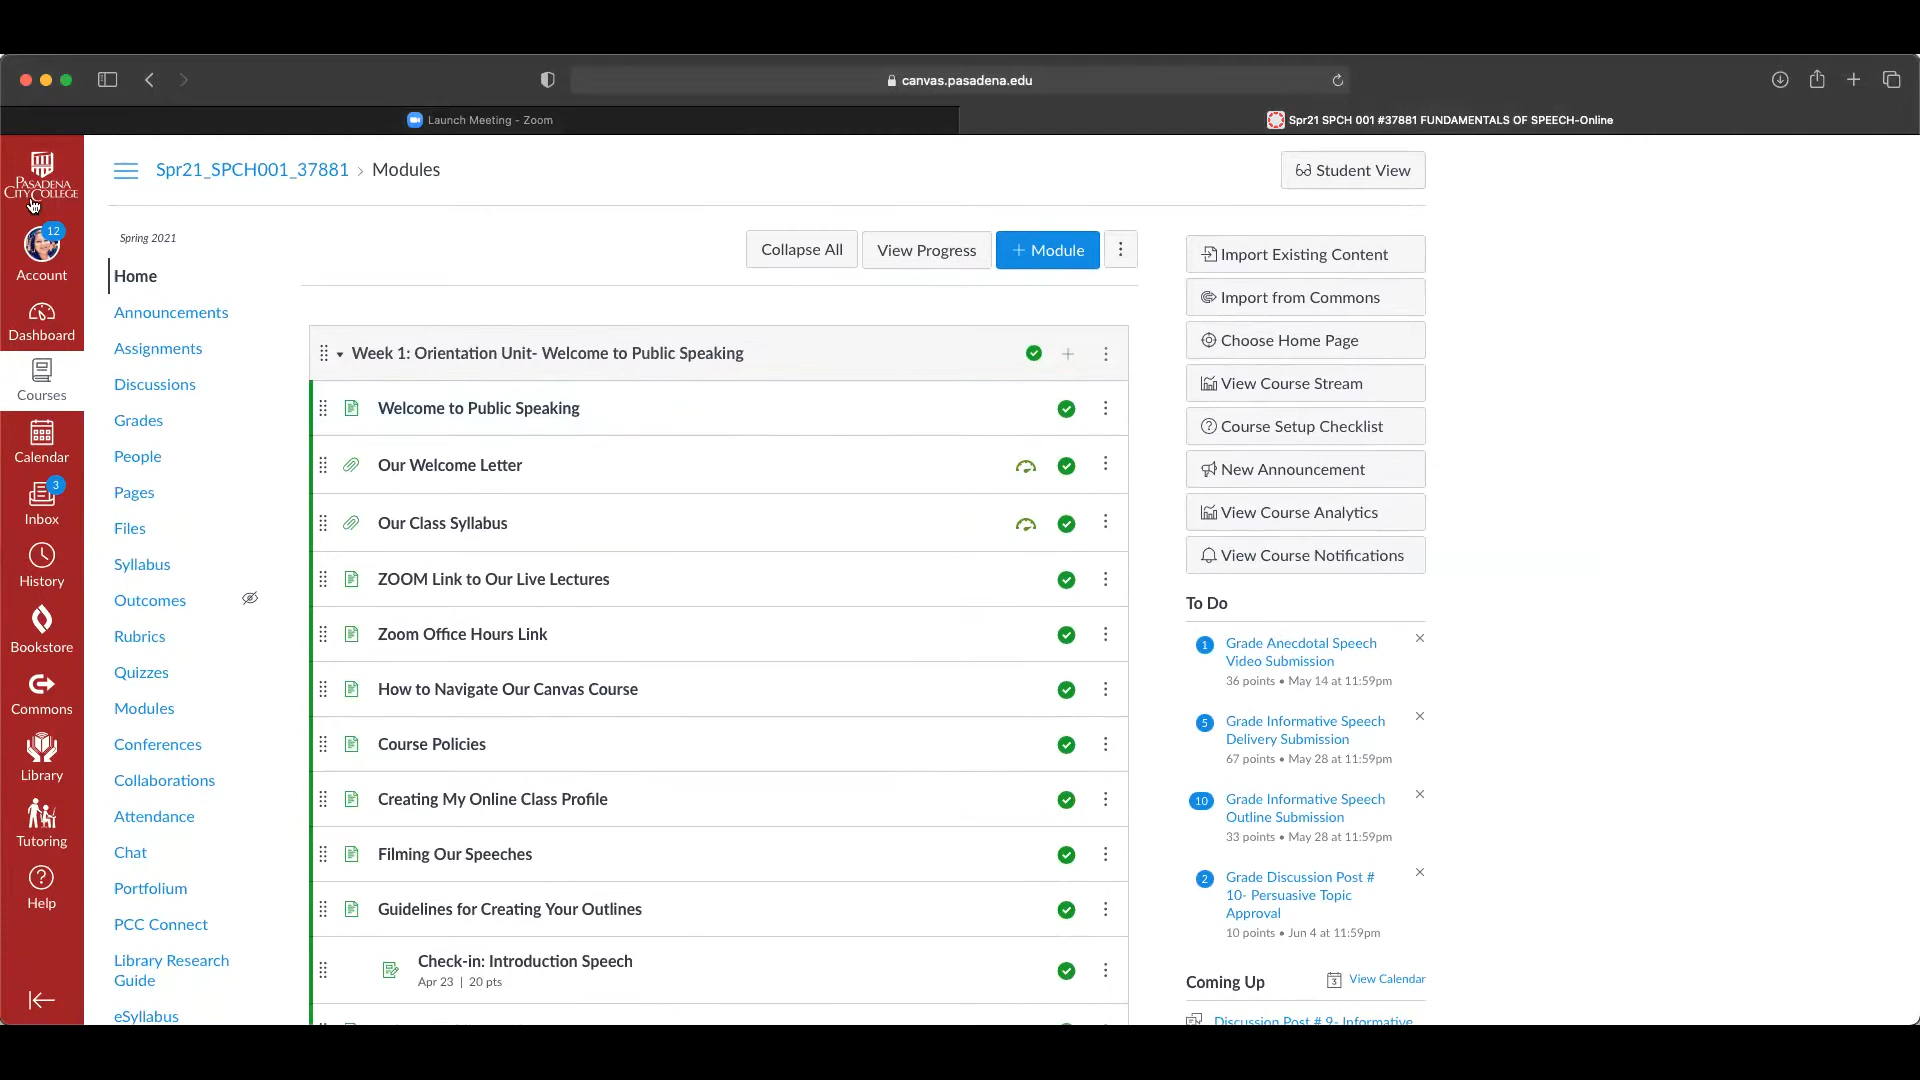 canvas.pasadena.edu
Launch Meeting - Zoom
Spr21 SPCH 001 #37881 FUNDAMENTALS OF SPEECH-Online
PASADENA
CITY COLLEGE
12
Account
Dashboard
Courses
Calendar
3
Inbox
History
Bookstore
Commons
Library
Tutoring
Help
Spr21_SPCH001_37881 › Modules
Student View
Spring 2021
Home
Announcements
Assignments
Discussions
Grades
People
Pages
Files
Syllabus
Outcomes
Rubrics
Quizzes
Modules
Conferences
Collaborations
Attendance
Chat
Portfolium
PCC Connect
Library Research
Guide
eSyllabus
Collapse All
View Progress
+ Module
Week 1: Orientation Unit- Welcome to Public Speaking
Welcome to Public Speaking
Our Welcome Letter
Our Class Syllabus
ZOOM Link to Our Live Lectures
Zoom Office Hours Link
How to Navigate Our Canvas Course
Course Policies
Creating My Online Class Profile
Filming Our Speeches
Guidelines for Creating Your Outlines
Check-in: Introduction Speech
Apr 23 | 20 pts
Import Existing Content
Import from Commons
Choose Home Page
View Course Stream
Course Setup Checklist
New Announcement
View Course Analytics
View Course Notifications
To Do
1
Grade Anecdotal Speech
Video Submission
36 points • May 14 at 11:59pm
5
Grade Informative Speech
Delivery Submission
67 points • May 28 at 11:59pm
10
Grade Informative Speech
Outline Submission
33 points • May 28 at 11:59pm
2
Grade Discussion Post #
10- Persuasive Topic
Approval
10 points • Jun 4 at 11:59pm
Coming Up
3
View Calendar
Discussion Post # 9- Informative